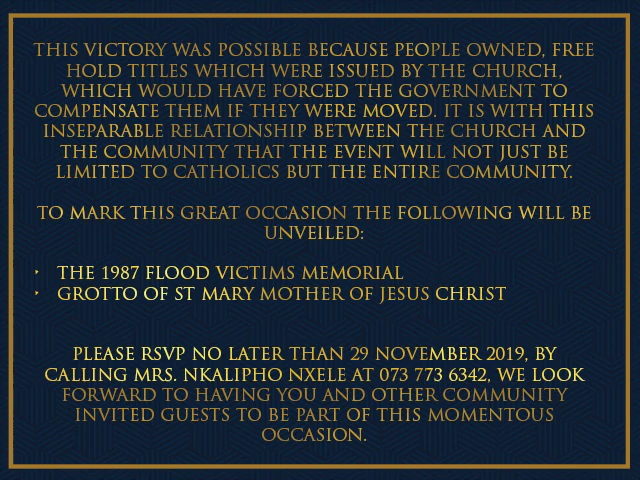 THIS VICTORY WAS POSSIBLE BECAUSE PEOPLE OWNED, FREE
HOLD TITLES WHICH WERE ISSUED BY THE CHURCH,
WHICH WOULD HAVE FORCED THE GOVERNMENT TO
COMPENSATE THEM IF THEY WERE MOVED. IT IS WITH THIS
INSEPARABLE RELATIONSHIP BETWEEN THE CHURCH AND
THE COMMUNITY THAT THE EVENT WILL NOT JUST BE
LIMITED TO CATHOLICS BUT THE ENTIRE COMMUNITY.
TO MARK THIS GREAT OCCASION THE FOLLOWING WILL BE
UNVEILED:
‣ THE 1987 FLOOD VICTIMS MEMORIAL
‣ GROTTO OF ST MARY MOTHER OF JESUS CHRIST
PLEASE RSVP NO LATER THAN 29 NOVEMBER 2019, BY
CALLING MRS. NKALIPHO NXELE AT 073 773 6342, WE LOOK
FORWARD TO HAVING YOU AND OTHER COMMUNITY
INVITED GUESTS TO BE PART OF THIS MOMENTOUS
OCCASION.